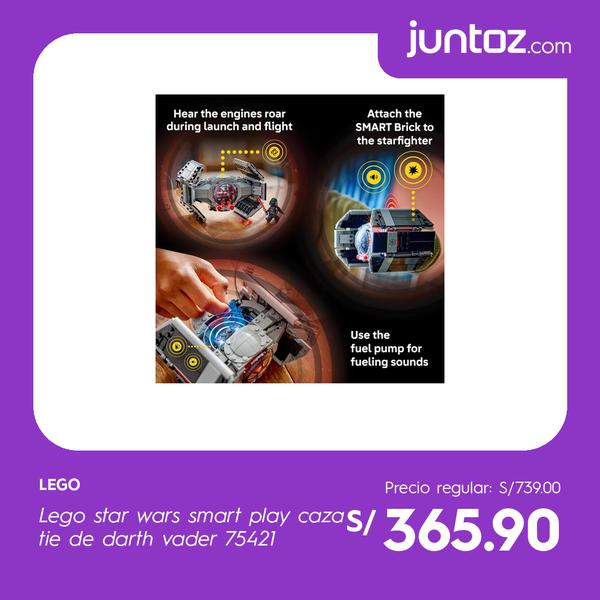 juntoz.com
Hear the engines roar
during launch and flight
Attach the
SMART Brick to
the starfighter
Use the
fuel pump for
fueling sounds
LEGO
Lego star wars smart play caza
tie de darth vader 75421
Precio regular: S/739.00
S/ 365.90